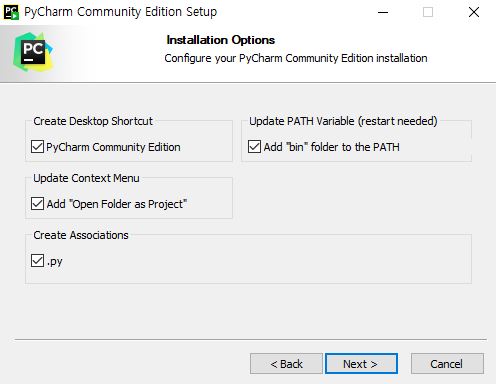 PyCharm Community Edition Setup
PC
Installation Options
Configure your PyCharm Community Edition installation
Create Desktop Shortcut
PyCharm Community Edition
Update PATH Variable (restart needed)
Add "bin" folder to the PATH
Update Context Menu
Add "Open Folder as Project"
Create Associations
.py
< Back
Next >
Cancel